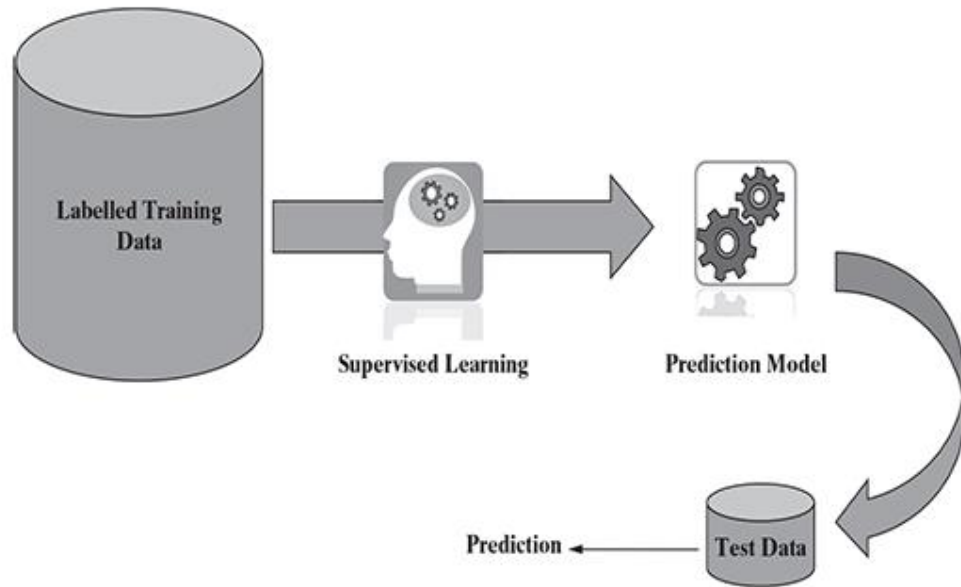 Labelled Training
Data
Supervised Learning
Prediction Model
Prediction
Test Data